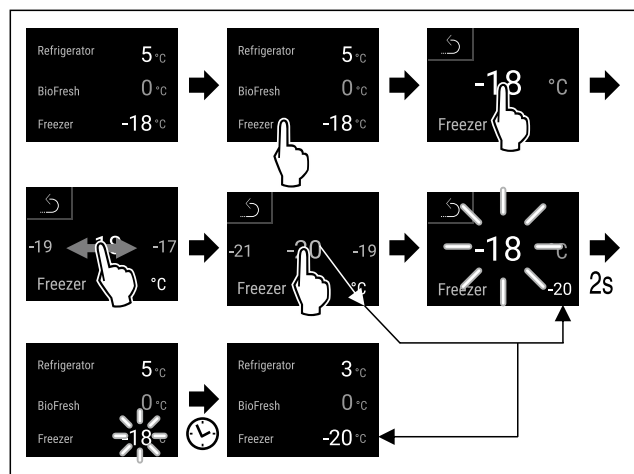 Refrigerator 5 °C
BioFresh 0 °C
Freezer -18 °C
Refrigerator 5 °C
BioFresh 0 °C
Freezer -18 °C
-18 °C
Freezer
-19 -17
Freezer °C
-21 -20 -19
Freezer °C
-18 C
Freezer -20
2s
Refrigerator 5 °C
BioFresh 0 °C
Freezer -18 °C
Refrigerator 3 °C
BioFresh 0 °C
Freezer -20 °C